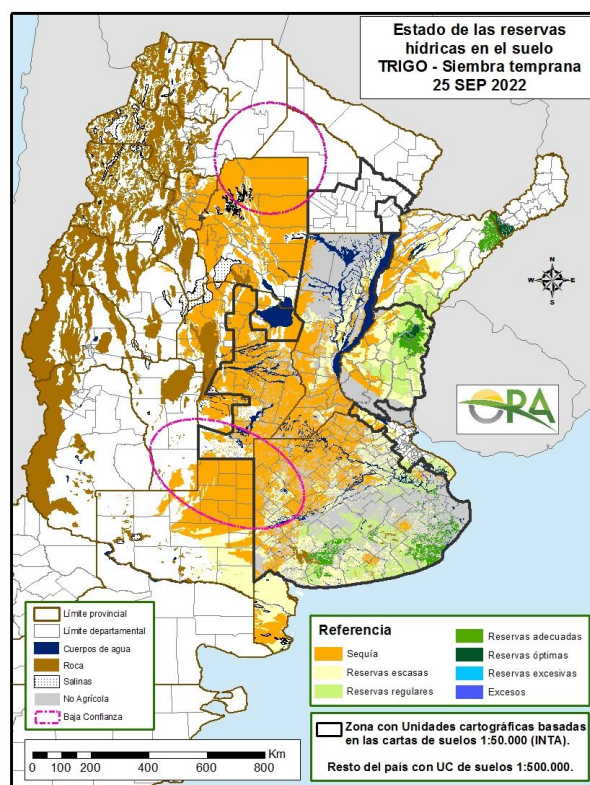 Estado de las reservas
hídricas en el suelo
TRIGO - Siembra temprana
25 SEP 2022
N
W
E
S
ORA
Límite provincial
Límite departamental
Cuerpos de agua
Roca
Salinas
No Agrícola
Baja Confianza
Referencia
Sequía
Reservas escasas
Reservas regulares
Reservas adecuadas
Reservas óptimas
Reservas excesivas
Excesos
Zona con Unidades cartográficas basadas
en las cartas de suelos 1:50.000 (INTA).
Resto del país con UC de suelos 1:500.000.
Km
0 100 200 400 600 800